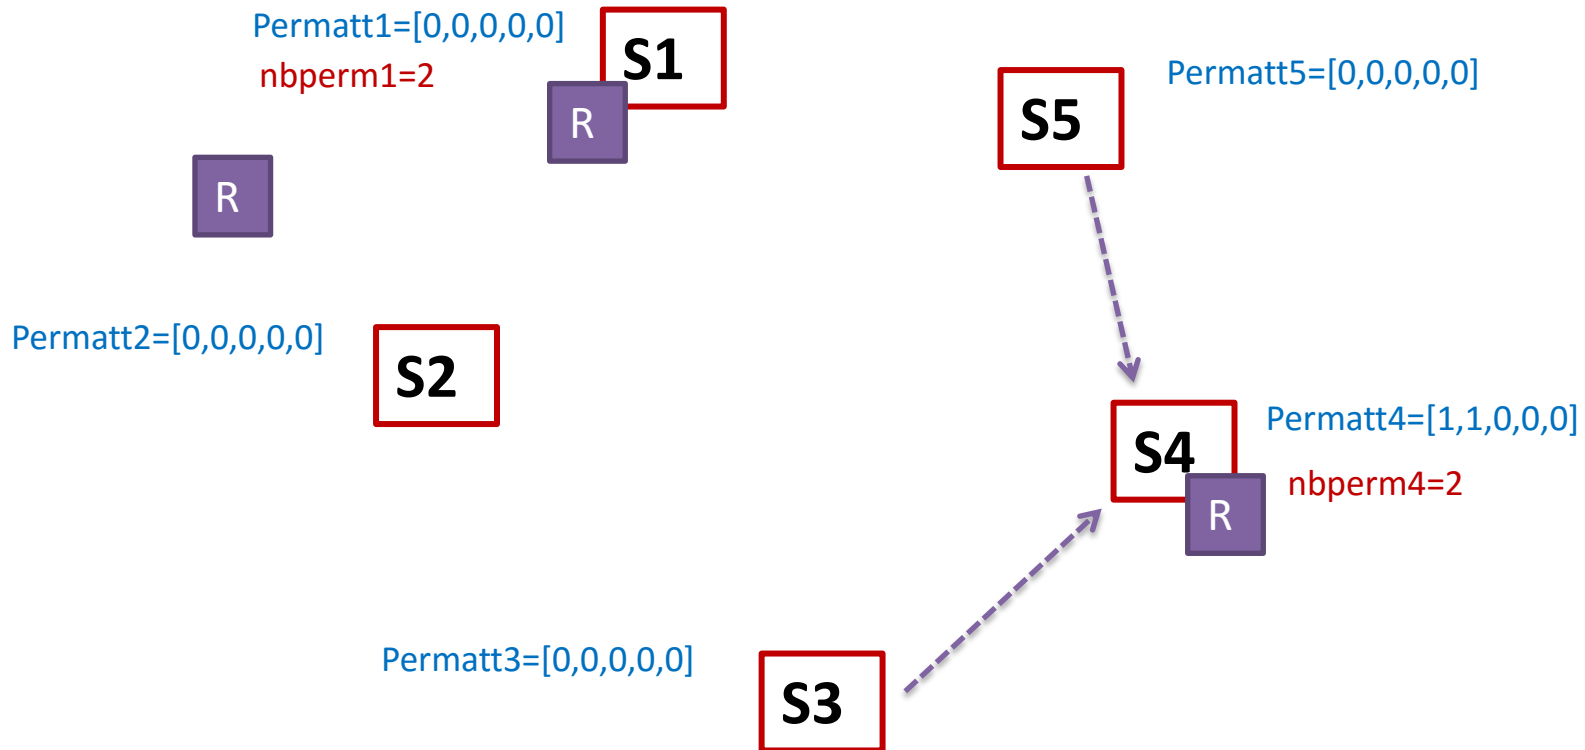 Permatt1=[0,0,0,0,0]
nbperm1=2
S1
R
R
S5
Permatt5=[0,0,0,0,0]
Permatt2=[0,0,0,0,0]
S2
S4
R
Permatt4=[1,1,0,0,0]
nbperm4=2
Permatt3=[0,0,0,0,0]
S3